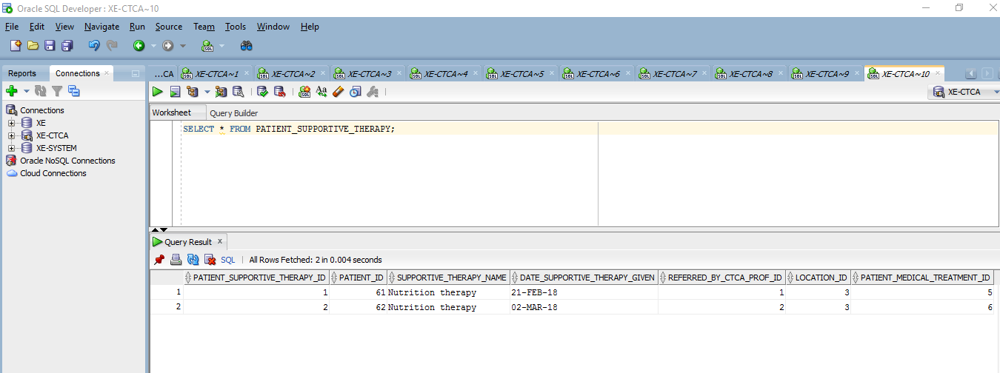 Oracle SQL Developer : XE-CTCA~10
File Edit View Navigate Run Source Team Tools Window Help
SQL
Reports Connections × ...CA XE-CTCA~1 × XE-CTCA~2 × XE-CTCA~3 × XE-CTCA~4 × XE-CTCA~5 × XE-CTCA~6 × XE-CTCA~7 × XE-CTCA~8 × XE-CTCA~9 × XE-CTCA~10 ×
XE-CTCA
Connections
XE
XE-CTCA
XE-SYSTEM
Oracle NoSQL Connections
Cloud Connections
Worksheet Query Builder
SELECT * FROM PATIENT_SUPPORTIVE_THERAPY;
Query Result x
SQL | All Rows Fetched: 2 in 0.004 seconds
PATIENT_SUPPORTIVE_THERAPY_ID PATIENT_ID SUPPORTIVE_THERAPY_NAME DATE_SUPPORTIVE_THERAPY_GIVEN REFERRED_BY_CTCA_PROF_ID LOCATION_ID PATIENT_MEDICAL_TREATMENT_ID
1 1 61 Nutrition therapy 21-FEB-18 1 3 5
2 2 62 Nutrition therapy 02-MAR-18 2 3 6